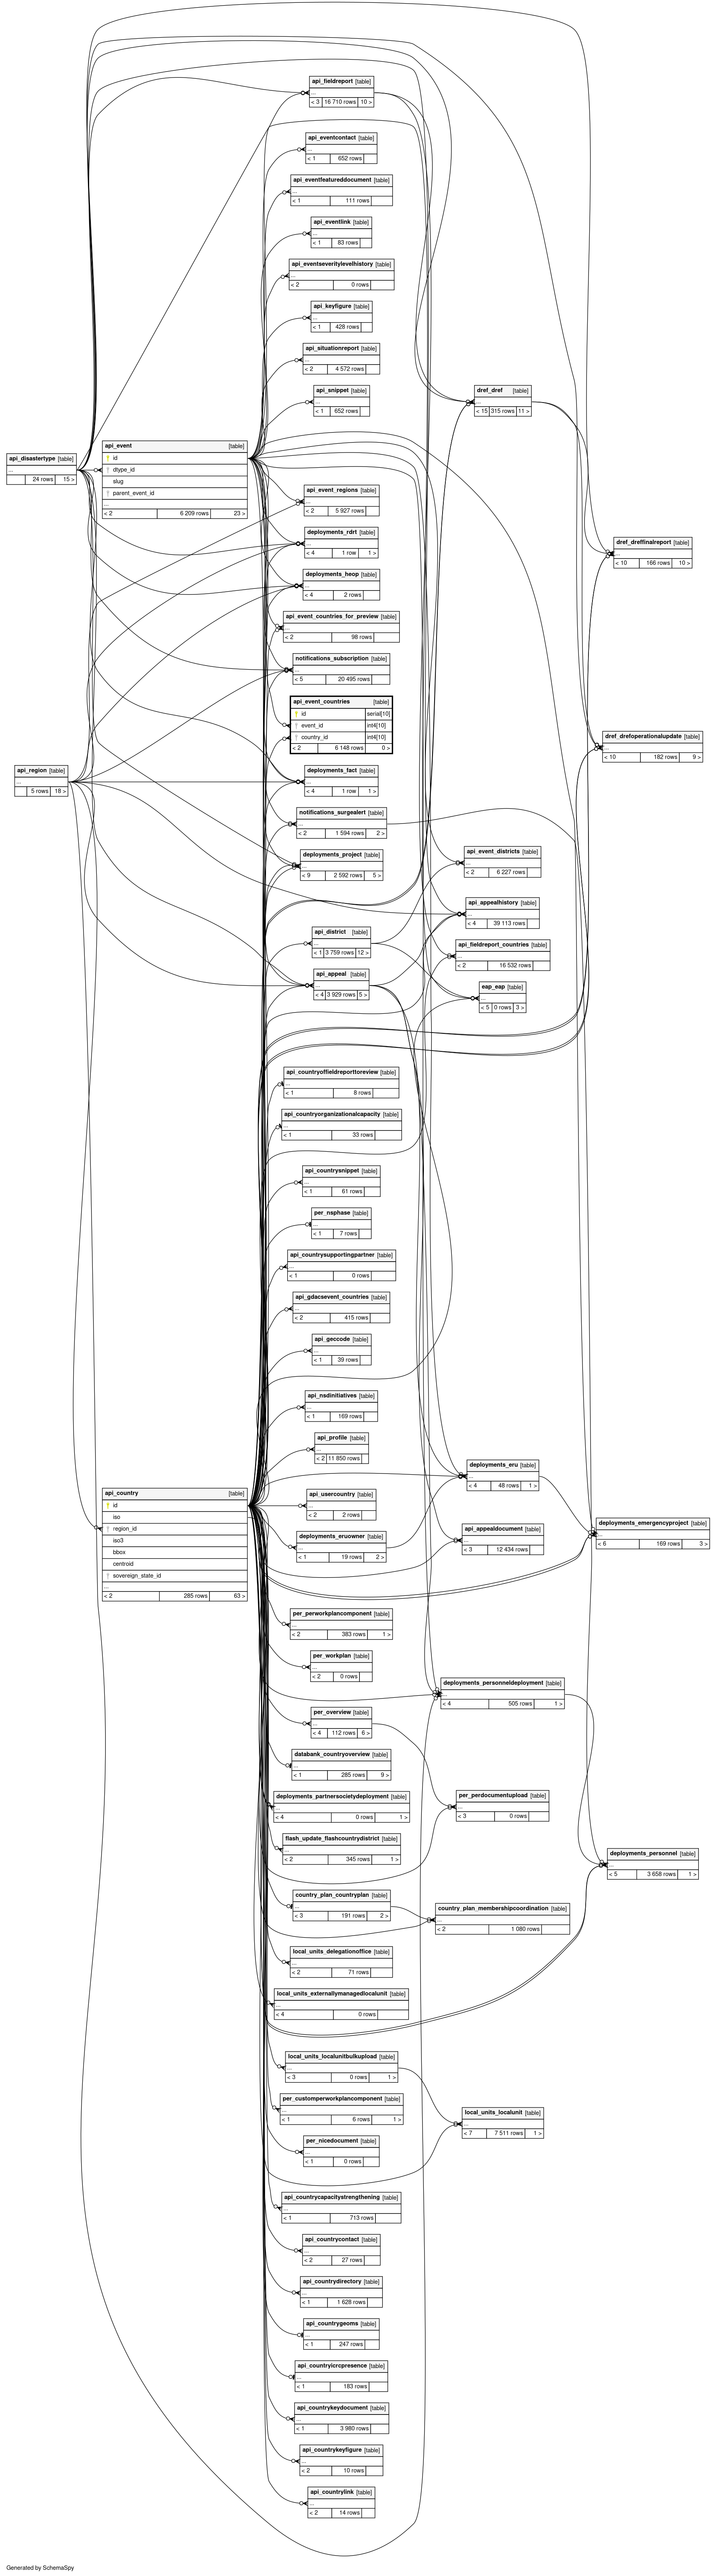 api_fieldreport [table]
...
< 3 16 710 rows 10 >
api_eventcontact [table]
...
< 1 652 rows
api_eventfeatureddocument [table]
...
< 1 111 rows
api_eventlink [table]
...
< 1 83 rows
api_eventseveritylevelhistory [table]
...
< 2 0 rows
api_keyfigure [table]
...
< 1 428 rows
api_situationreport [table]
...
< 2 4 572 rows
api_snippet [table]
...
< 1 652 rows
dref_dref [table]
...
< 15 315 rows 11 >
api_disastertype [table]
...
24 rows 15 >
api_event [table]
id
dtype_id
slug
parent_event_id
...
< 2 6 209 rows 23 >
api_event_regions [table]
...
< 2 5 927 rows
deployments_rdrt [table]
...
< 4 1 row 1 >
dref_dreffinalreport [table]
...
< 10 166 rows 10 >
deployments_heop [table]
...
< 4 2 rows
api_event_countries_for_preview [table]
...
< 2 98 rows
notifications_subscription [table]
...
< 5 20 495 rows
api_event_countries [table]
id serial[10]
event_id int4[10]
country_id int4[10]
< 2 6 148 rows 0 >
dref_drefoperationalupdate [table]
...
< 10 182 rows 9 >
api_region [table]
...
5 rows 18 >
deployments_fact [table]
...
< 4 1 row 1 >
notifications_surgealert [table]
...
< 2 1 594 rows 2 >
deployments_project [table]
...
< 9 2 592 rows 5 >
api_event_districts [table]
...
< 2 6 227 rows
api_appealhistory [table]
...
< 4 39 113 rows
api_district [table]
...
< 1 3 759 rows 12 >
api_fieldreport_countries [table]
...
< 2 16 532 rows
api_appeal [table]
...
< 4 3 929 rows 5 >
eap_eap [table]
...
< 5 0 rows 3 >
api_countryoffieldreporttoreview [table]
...
< 1 8 rows
api_countryorganizationalcapacity [table]
...
< 1 33 rows
api_countrysnippet [table]
...
< 1 61 rows
per_nsphase [table]
...
< 1 7 rows
api_countrysupportingpartner [table]
...
< 1 0 rows
api_gdacsevent_countries [table]
...
< 2 415 rows
api_geccode [table]
...
< 1 39 rows
api_nsdinitiatives [table]
...
< 1 169 rows
api_profile [table]
...
< 2 11 850 rows
deployments_eru [table]
...
< 4 48 rows 1 >
api_country [table]
id
iso
region_id
iso3
bbox
centroid
sovereign_state_id
...
< 2 285 rows 63 >
api_usercountry [table]
...
< 2 2 rows
deployments_eruowner [table]
...
< 1 19 rows 2 >
api_appealdocument [table]
...
< 3 12 434 rows
deployments_emergencyproject [table]
...
< 6 169 rows 3 >
per_perworkplancomponent [table]
...
< 2 383 rows 1 >
per_workplan [table]
...
< 2 0 rows
deployments_personneldeployment [table]
...
< 4 505 rows 1 >
per_overview [table]
...
< 4 112 rows 6 >
databank_countryoverview [table]
...
< 1 285 rows 9 >
deployments_partnersocietydeployment [table]
...
< 4 0 rows 1 >
per_perdocumentupload [table]
...
< 3 0 rows
flash_update_flashcountrydistrict [table]
...
< 2 345 rows 1 >
deployments_personnel [table]
...
< 5 3 658 rows 1 >
country_plan_countryplan [table]
...
< 3 191 rows 2 >
country_plan_membershipcoordination [table]
...
< 2 1 080 rows
local_units_delegationoffice [table]
...
< 2 71 rows
local_units_externallymanagedlocalunit [table]
...
< 4 0 rows
local_units_localunitbulkupload [table]
...
< 3 0 rows 1 >
per_customperworkplancomponent [table]
...
< 1 6 rows 1 >
local_units_localunit [table]
...
< 7 7 511 rows 1 >
per_nicedocument [table]
...
< 1 0 rows
api_countrycapacitystrengthening [table]
...
< 1 713 rows
api_countrycontact [table]
...
< 2 27 rows
api_countrydirectory [table]
...
< 1 1 628 rows
api_countrygeoms [table]
...
< 1 247 rows
api_countryicrcpresence [table]
...
< 1 183 rows
api_countrykeydocument [table]
...
< 1 3 980 rows
api_countrykeyfigure [table]
...
< 2 10 rows
api_countrylink [table]
...
< 2 14 rows
Generated by SchemaSpy